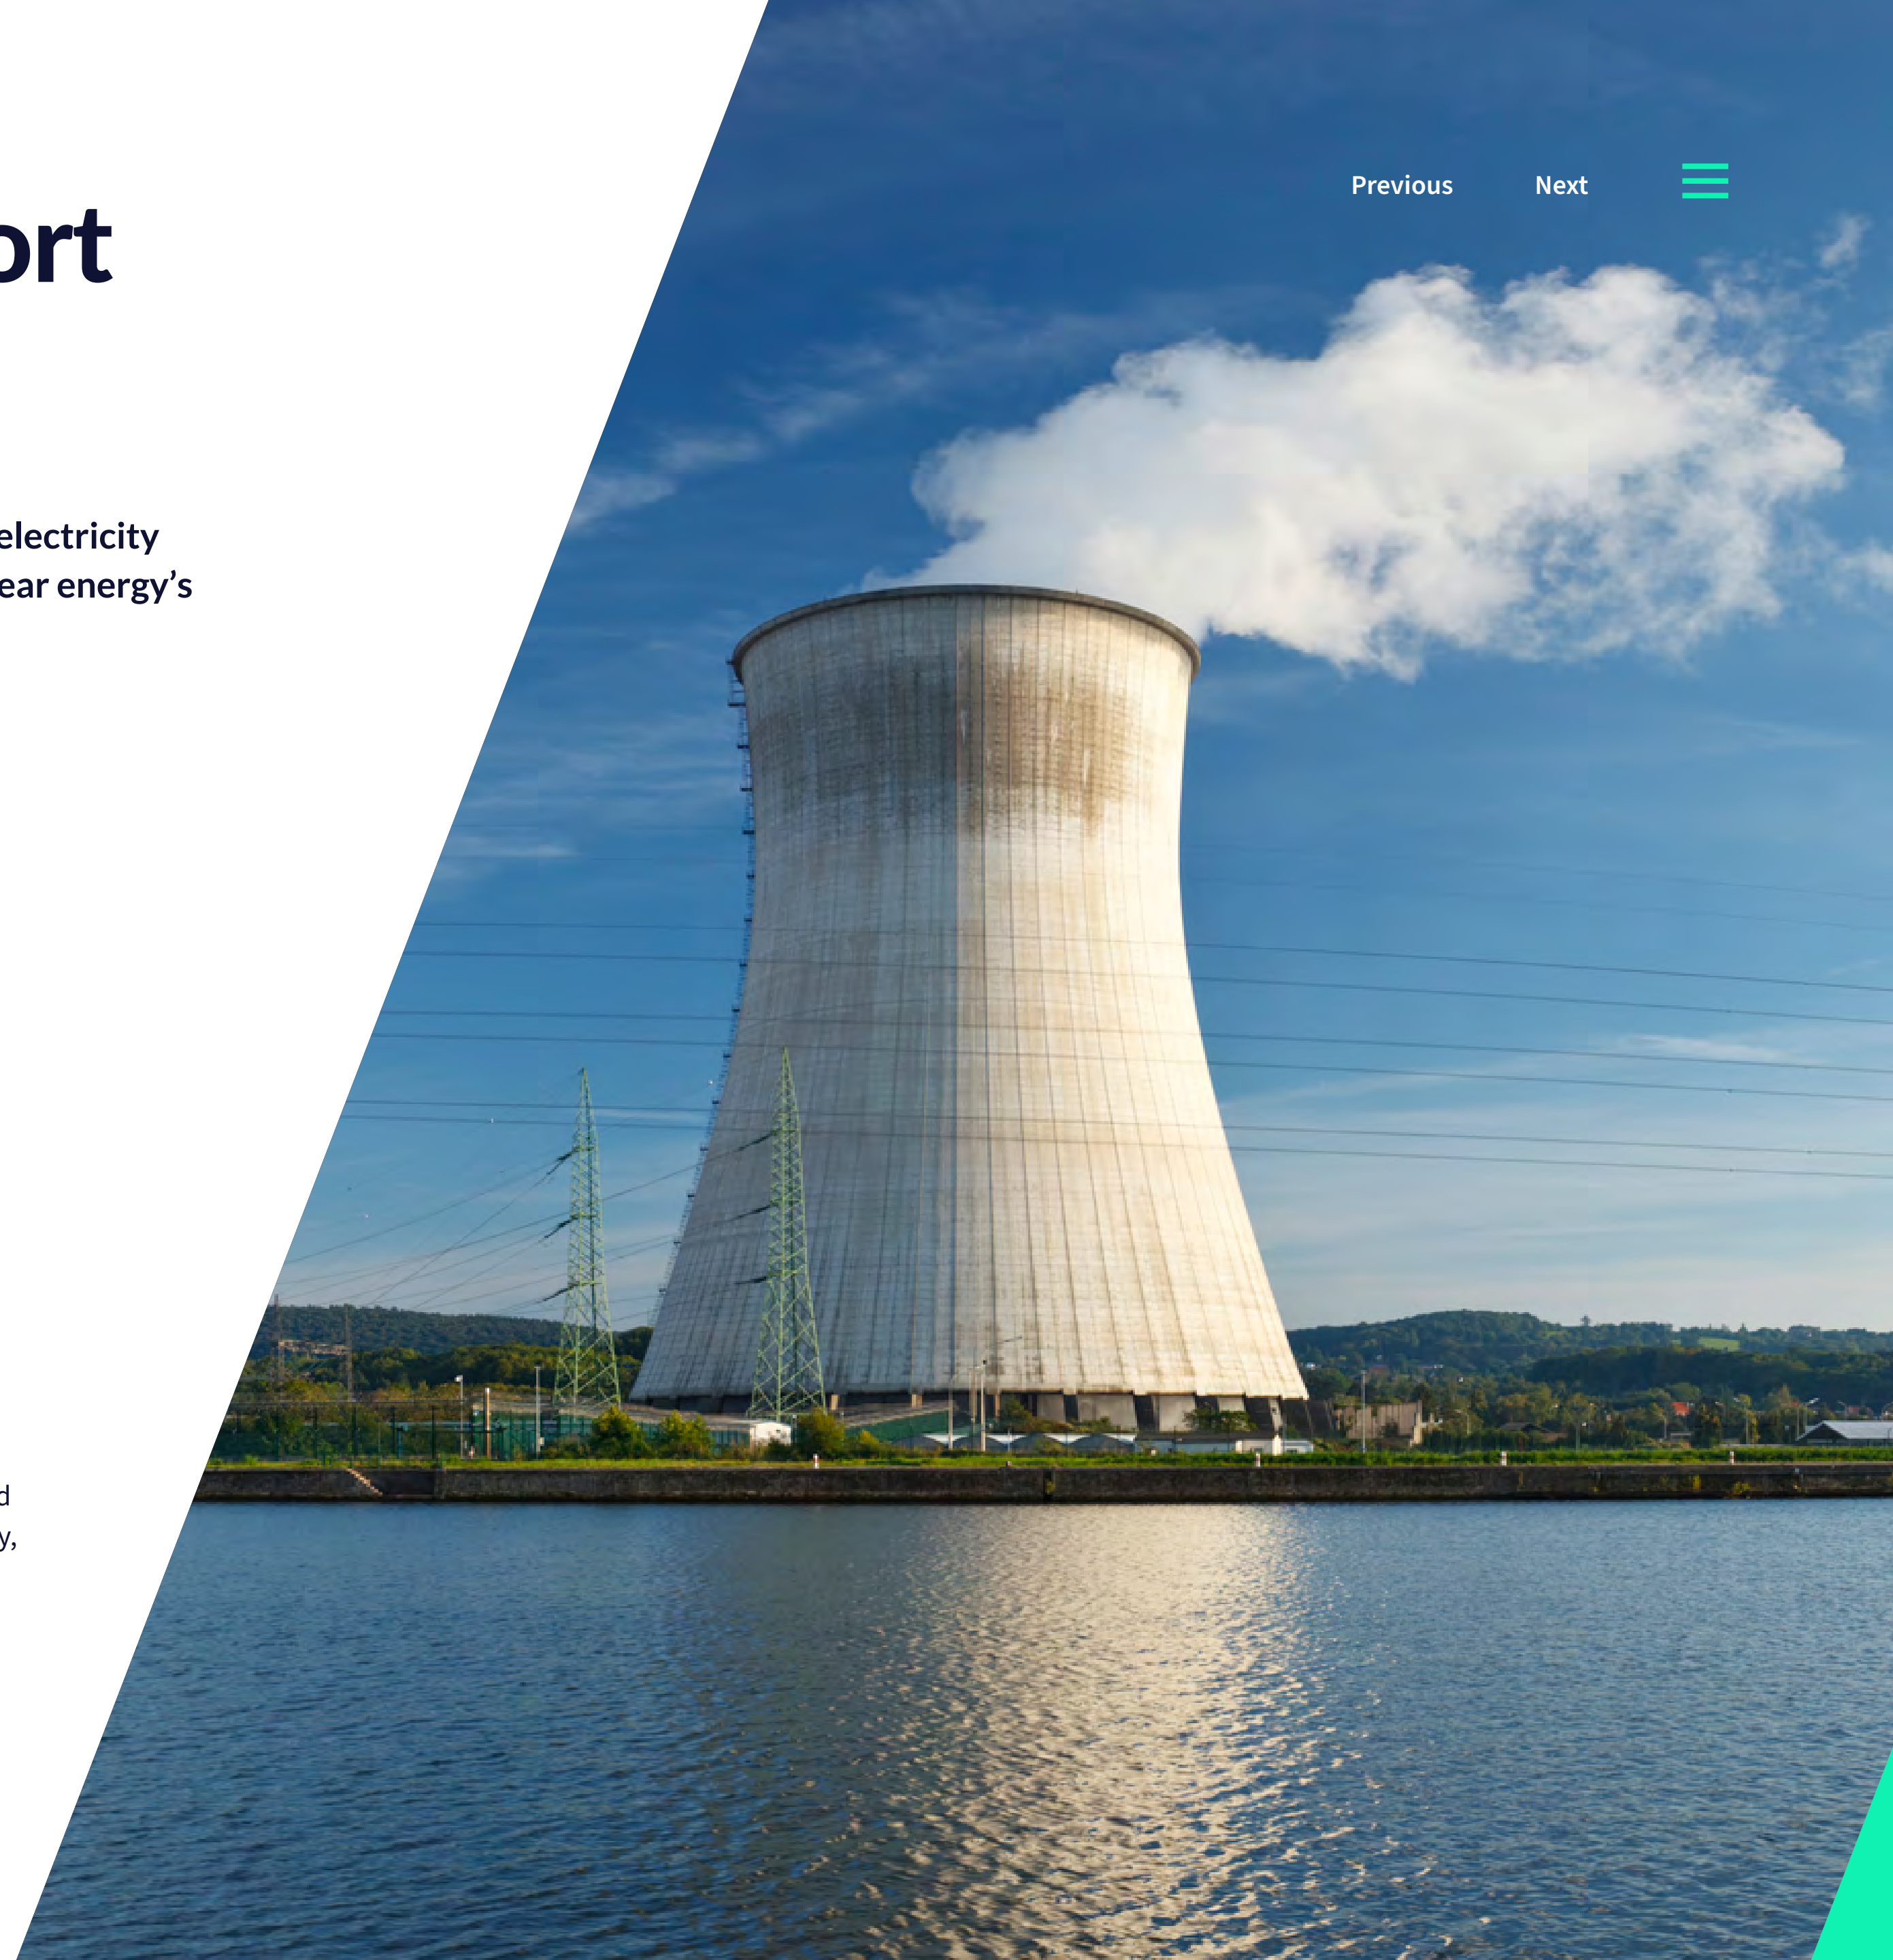 ort
Previous Next
electricity
ear energy’s
d
y,